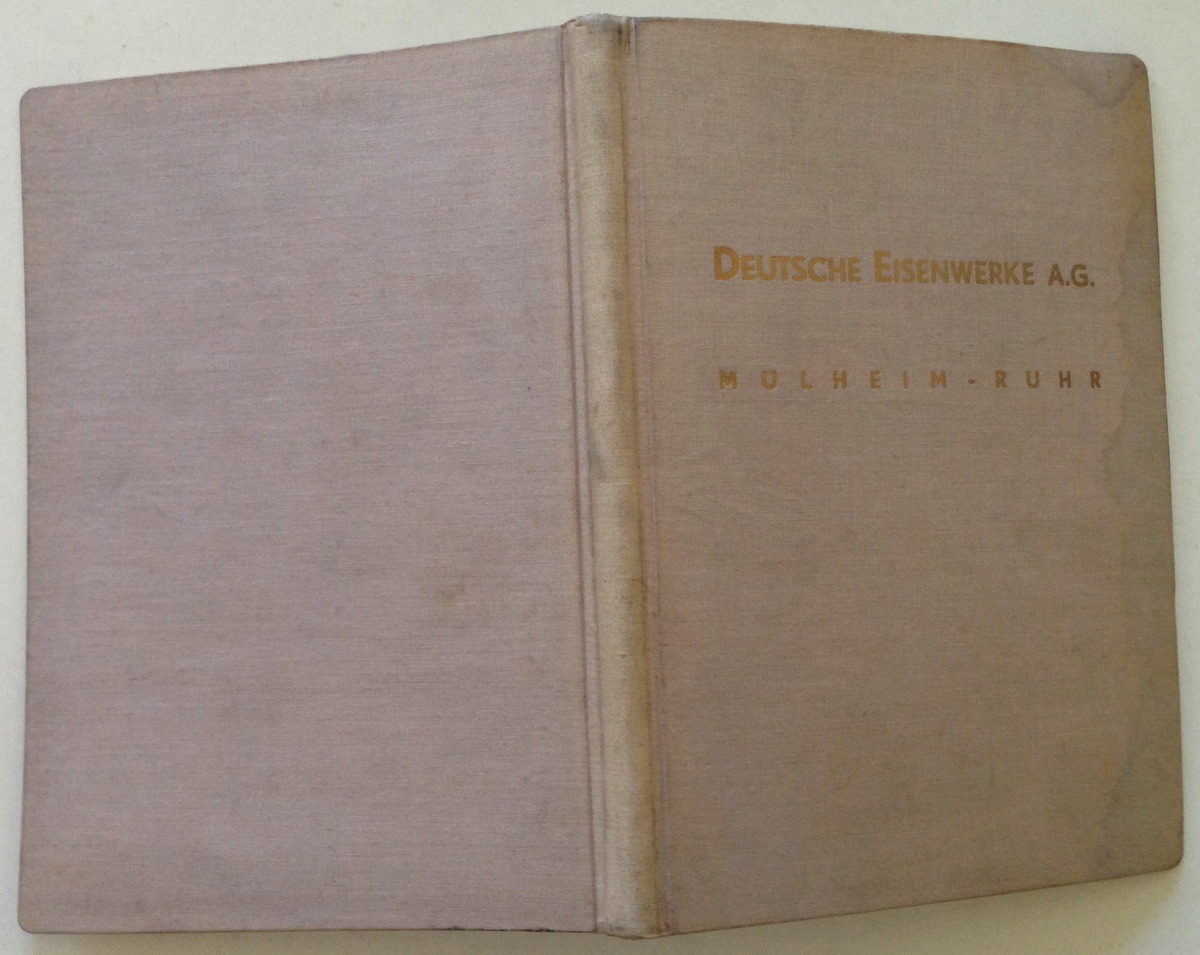 DEUTSCHE EISENWERKE A.G.
MÜLHEIM-RUHR